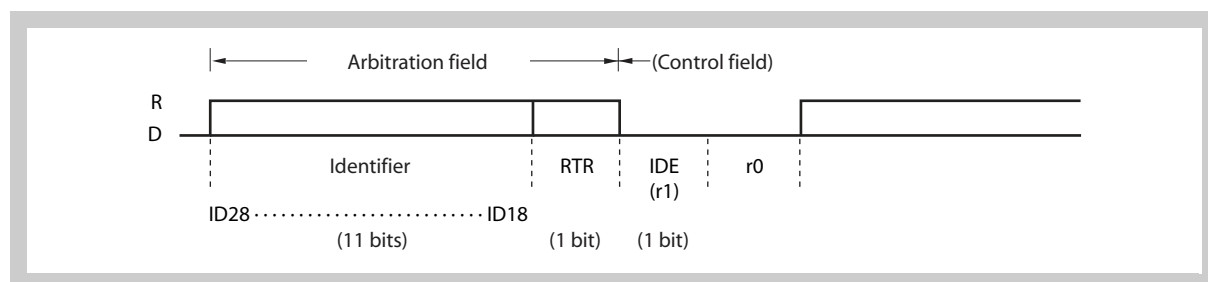 Arbitration field (Control field)
R
D
Identifier RTR IDE r0
(r1)
ID28 ························· ID18
(11 bits) (1 bit) (1 bit)